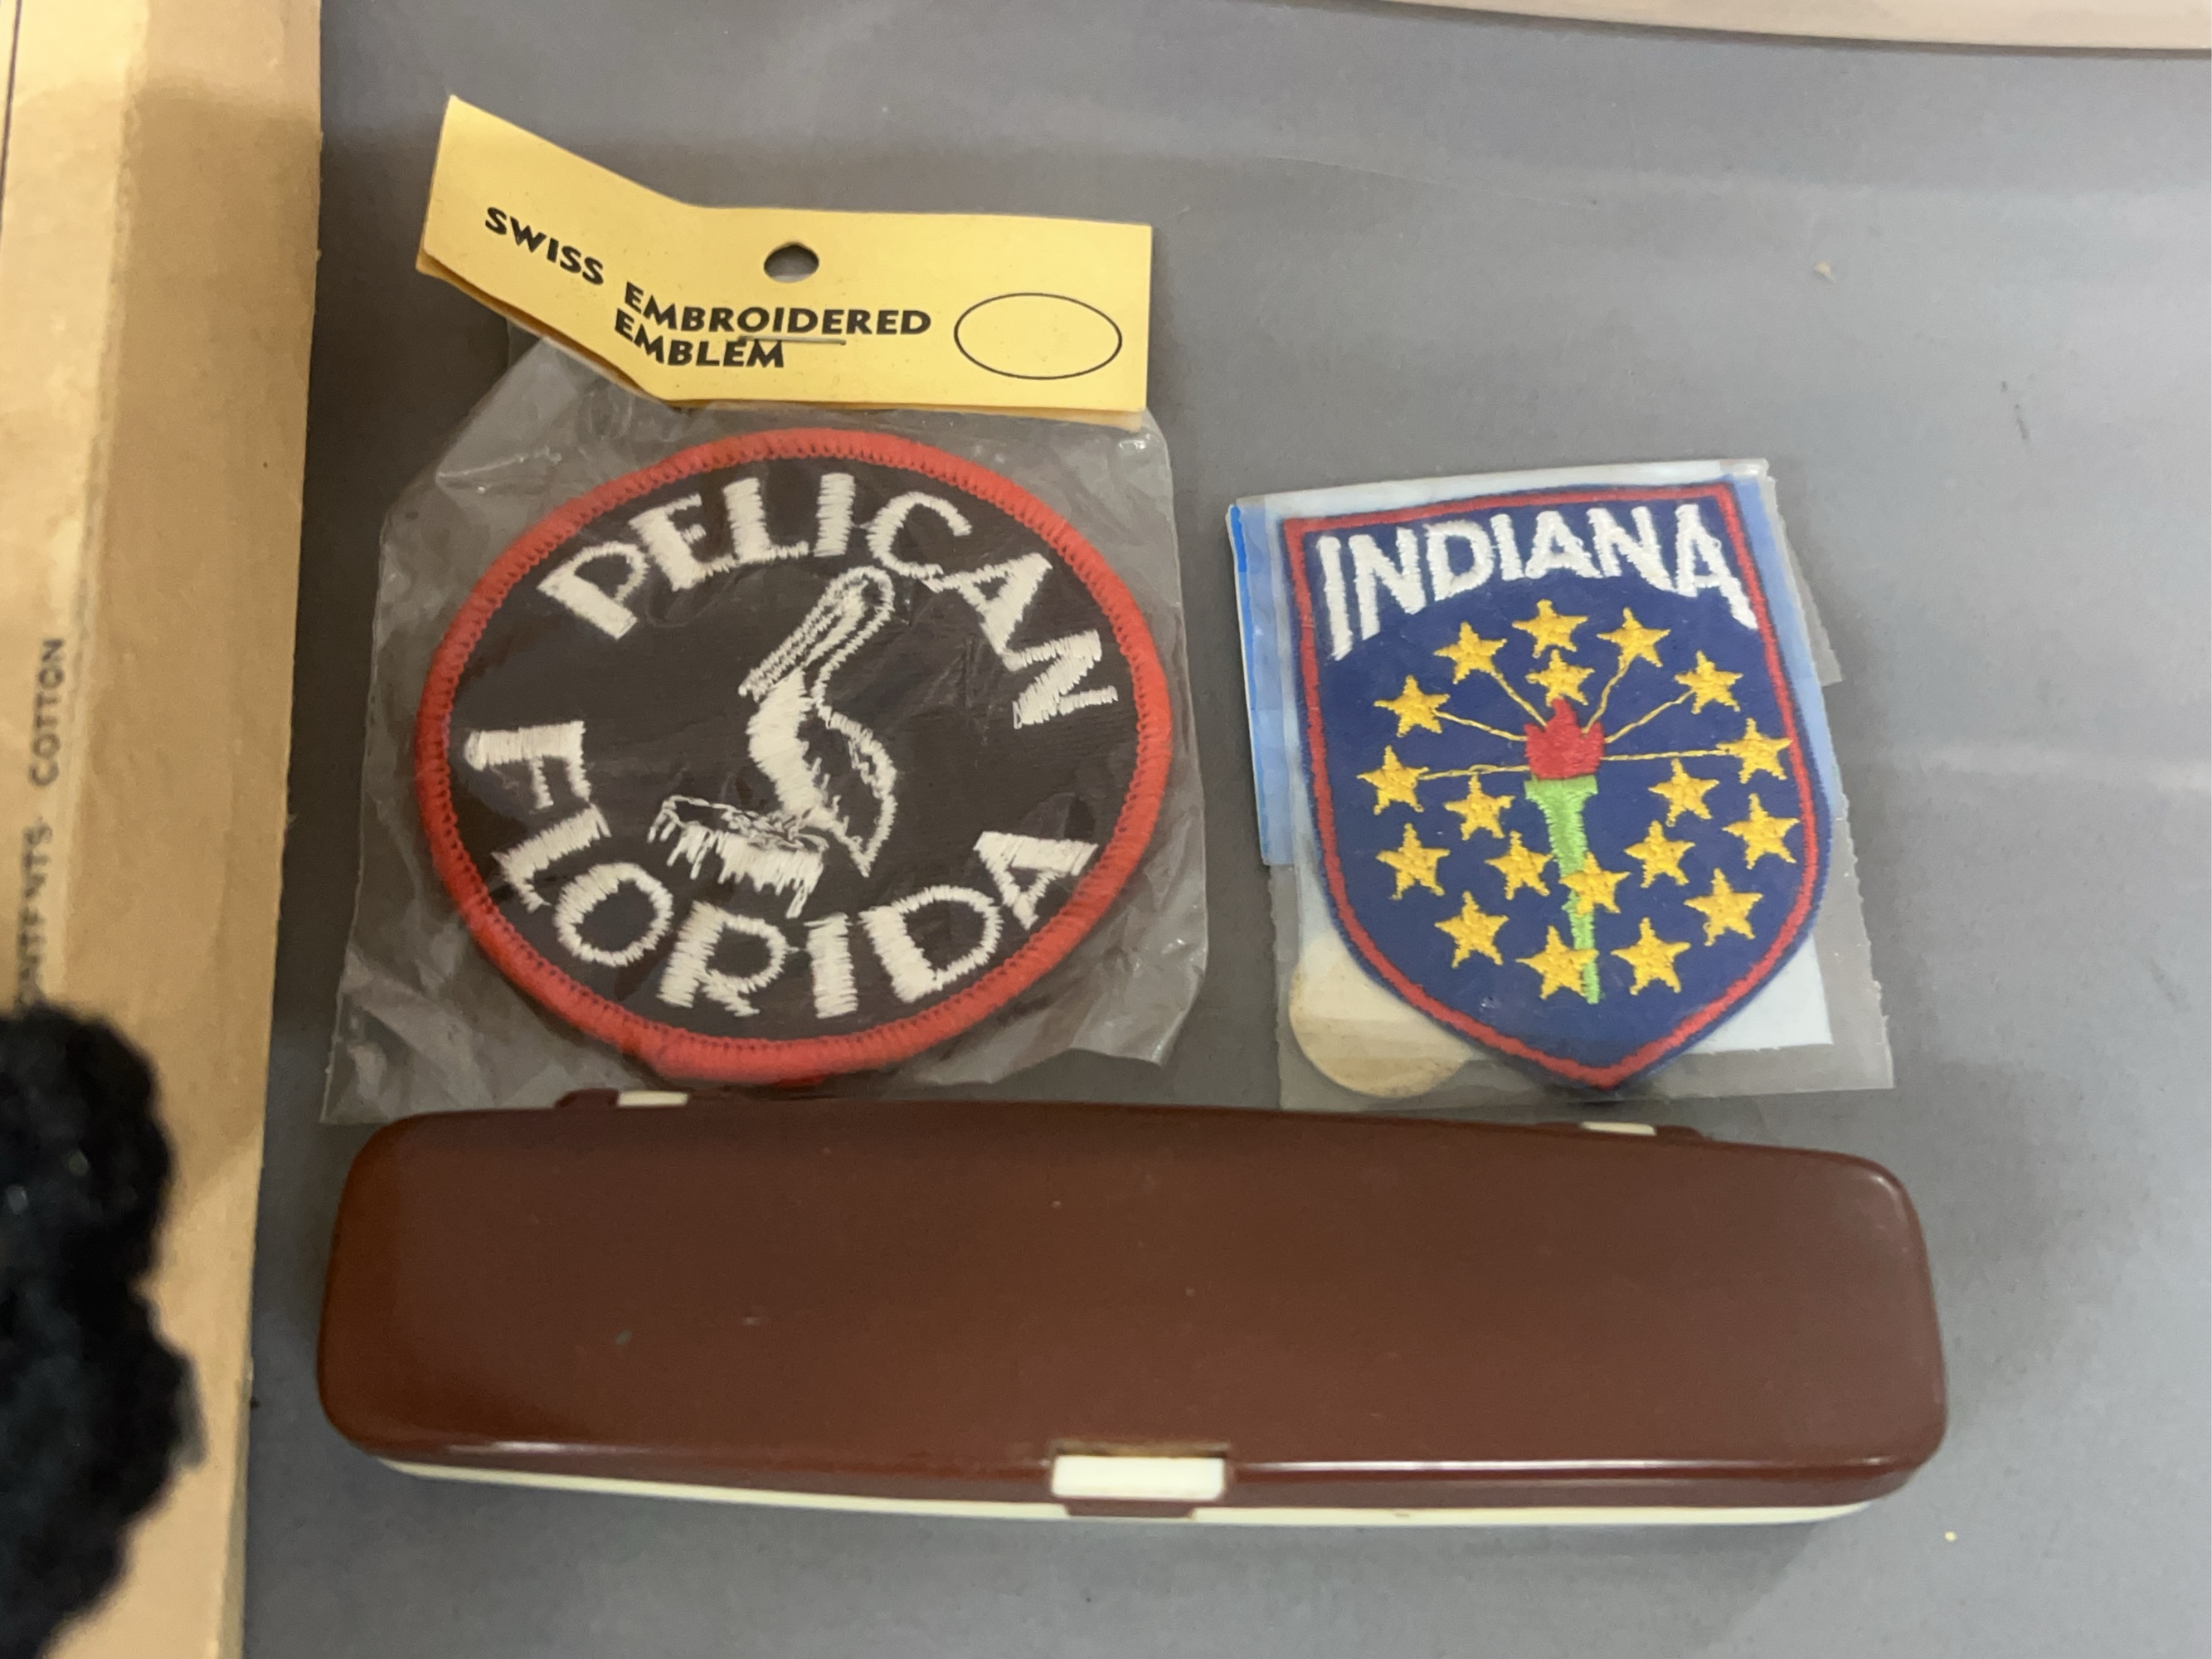 SWISS EMBROIDERED
EMBLEM
PELICAN
FLORIDA
INDIANA
COTTON